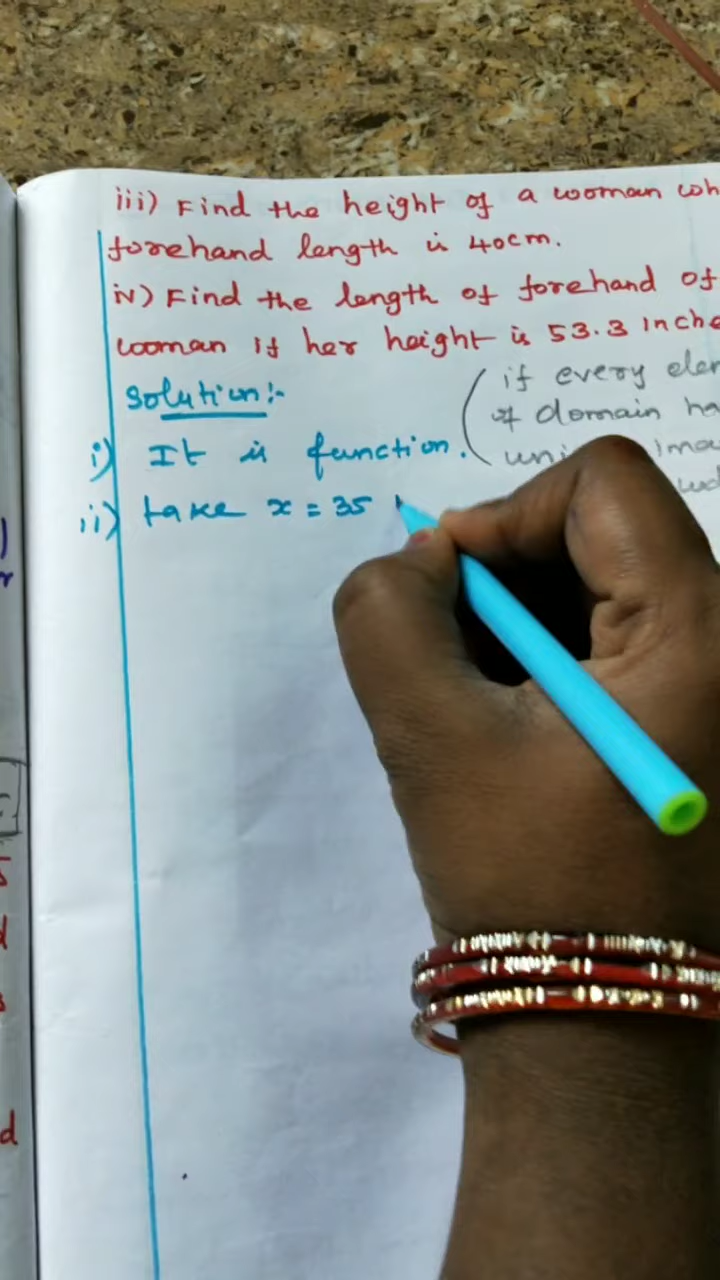 iii) Find the height of a woman wh
forehand length is 40cm.
iv) Find the length of forehand of
woman if her height is 53.3 inche
Solution:-
(if every elem
of domain ha
i) It is function.
ii) take x = 35